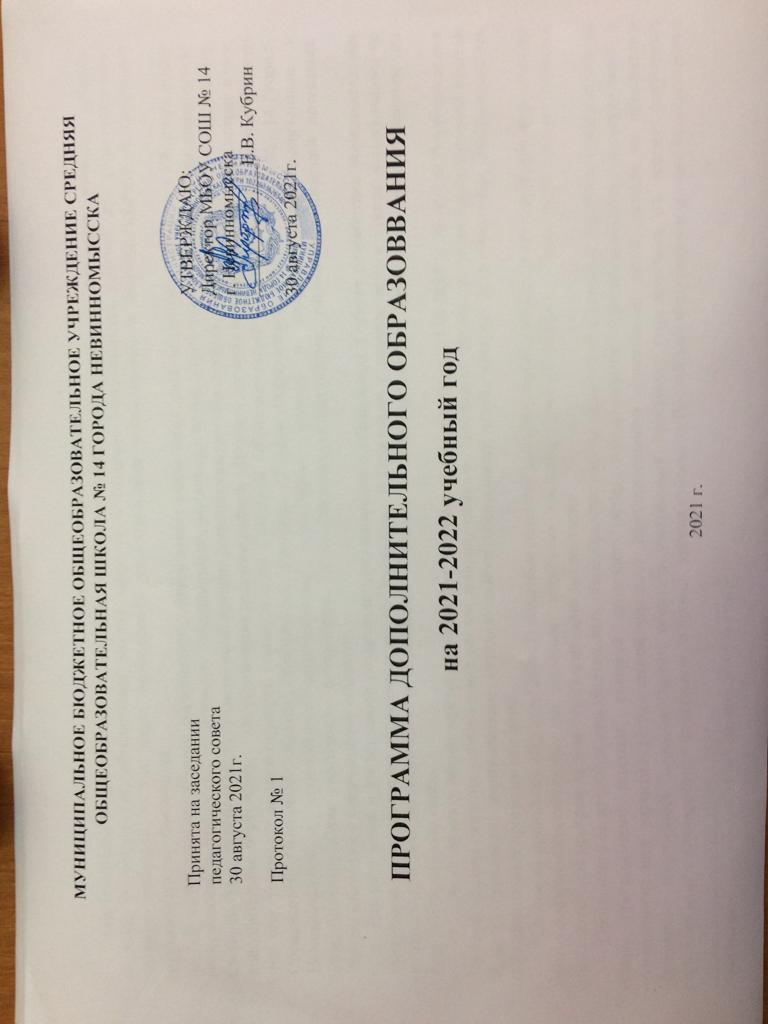 МУНИЦИПАЛЬНОЕ БЮДЖЕТНОЕ ОБЩЕОБРАЗОВАТЕЛЬНОЕ УЧРЕЖДЕНИЕ СРЕДНЯЯ
ОБЩЕОБРАЗОВАТЕЛЬНАЯ ШКОЛА № 14 ГОРОДА НЕВИННОМЫССКА
Принята на заседании
педагогического совета
30 августа 2021г.
Протокол № 1
УТВЕРЖДАЮ:
Директор МБОУ СОШ № 14
г. Невинномысска
В. Кубрин
30 августа 2021г.
ПРОГРАММА ДОПОЛНИТЕЛЬНОГО ОБРАЗОВВАНИЯ
на 2021-2022 учебный год
2021 г.